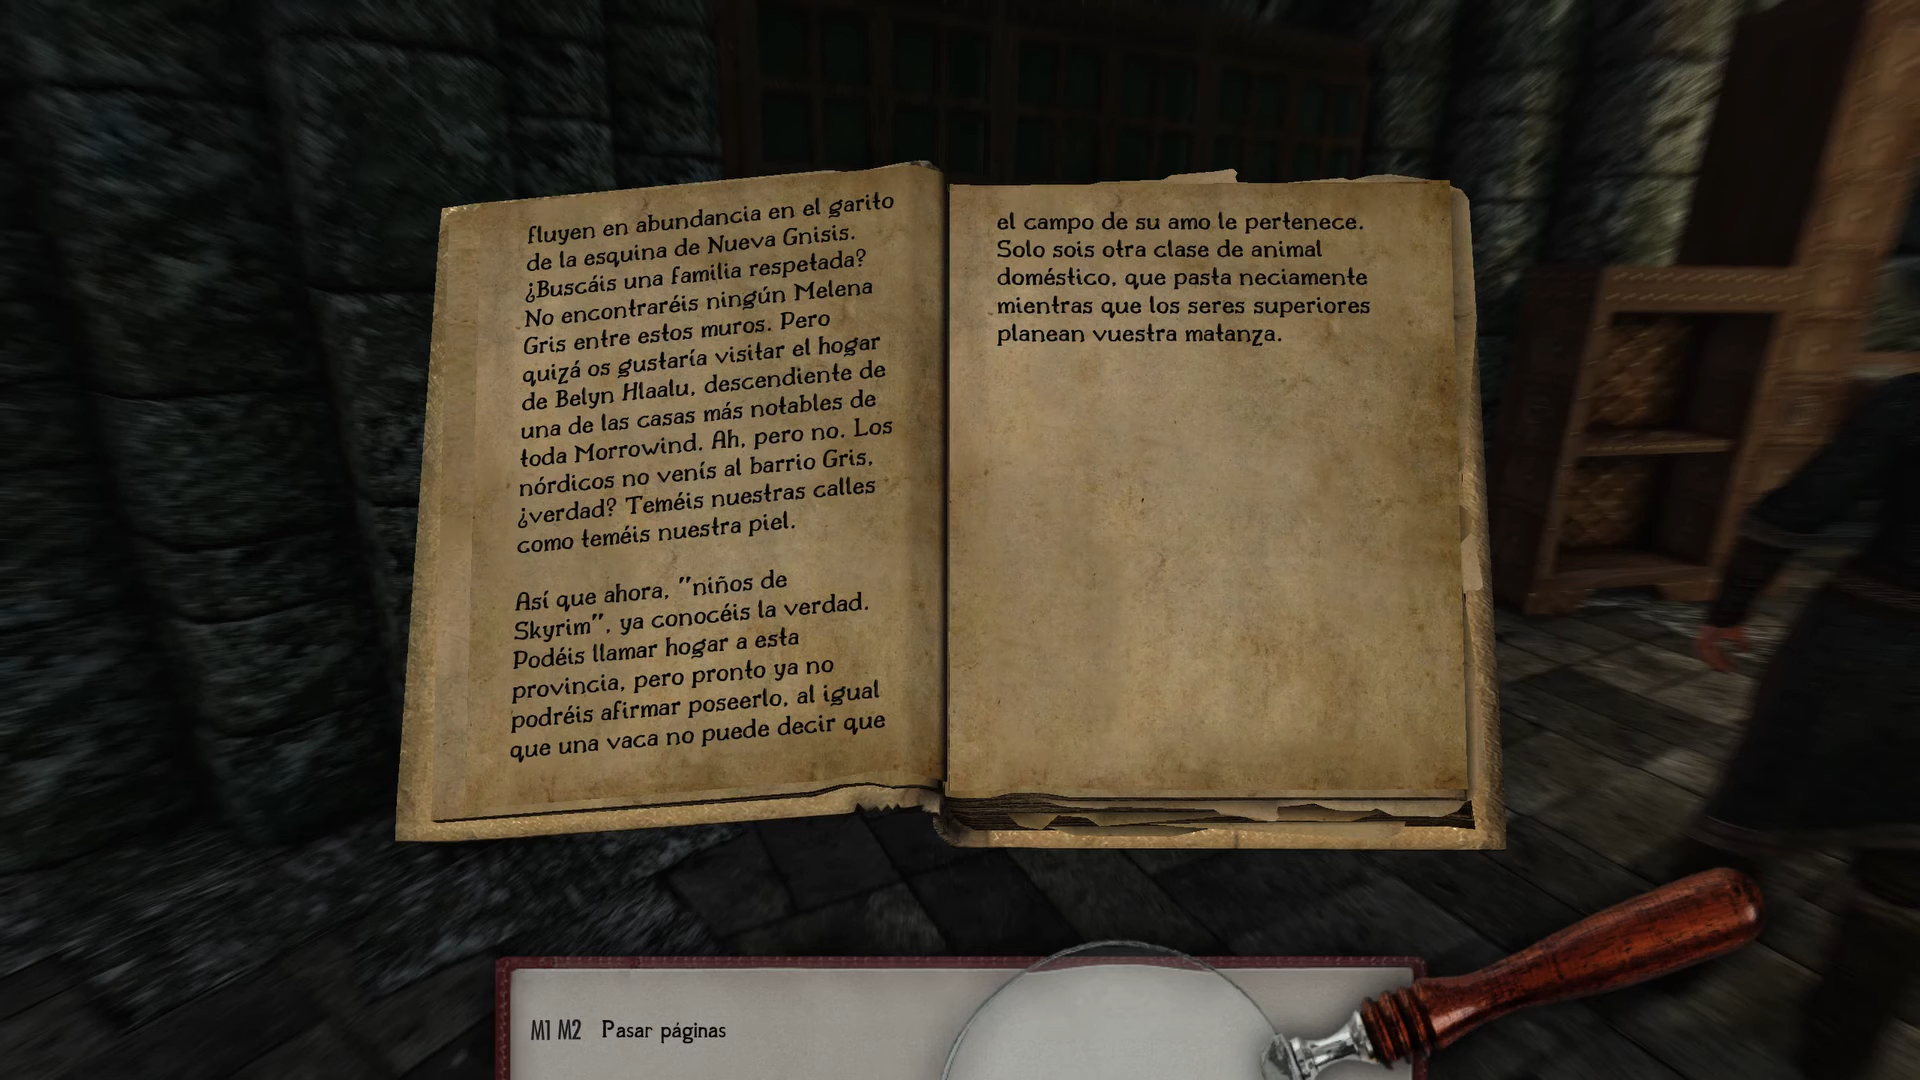 fluyen en abundancia en el garito
de la esquina de Nueva Gnisis.
¿Buscáis una familia respetada?
No encontraréis ningún Melena
Gris entre estos muros. Pero
quizá os gustaría visitar el hogar
de Belyn Hlaalu, descendiente de
una de las casas más notables de
toda Morrowind. Ah, pero no. Los
nórdicos no venís al barrio Gris,
¿verdad? Teméis nuestras calles
como teméis nuestra piel.
Así que ahora, "niños de
Skyrim", ya conocéis la verdad.
Podéis llamar hogar a esta
provincia, pero pronto ya no
podréis afirmar poseerlo, al igual
que una vaca no puede decir que
el campo de su amo le pertenece.
Solo sois otra clase de animal
doméstico, que pasta neciamente
mientras que los seres superiores
planean vuestra matanza.
M1 M2 Pasar páginas